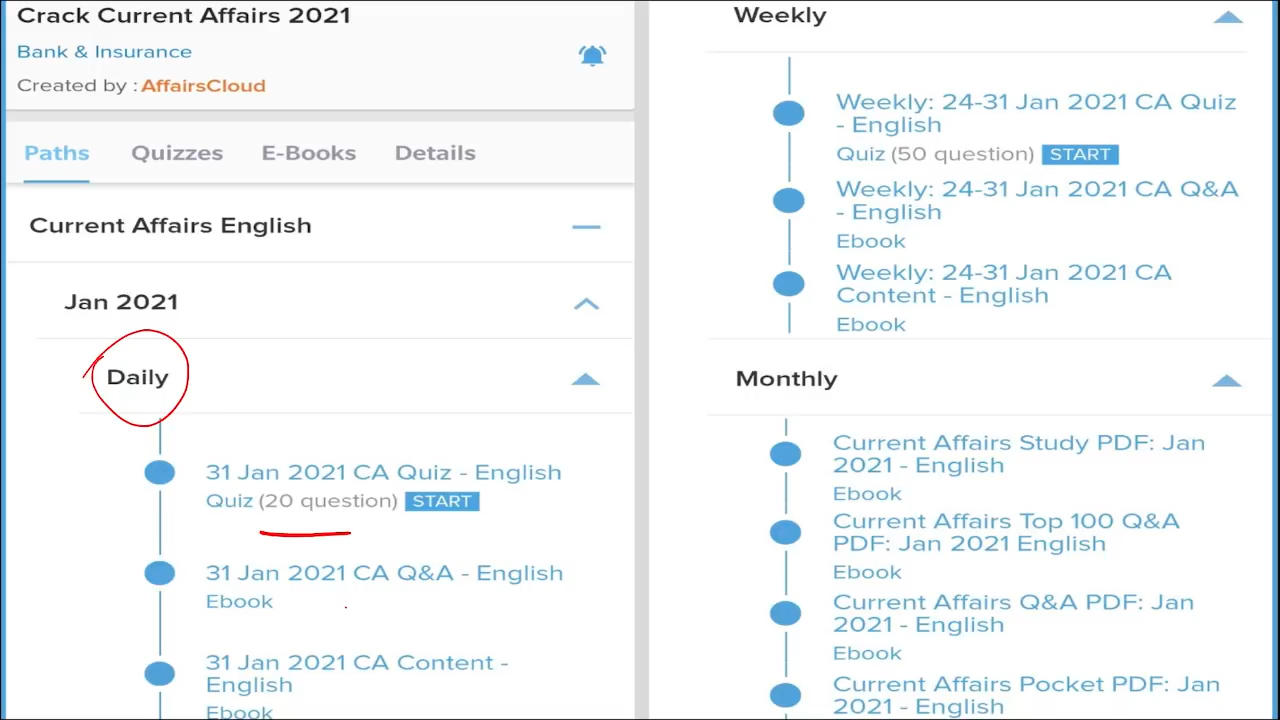 Crack Current Affairs 2021
Bank & Insurance
Created by : AffairsCloud
Paths Quizzes E-Books Details
Current Affairs English
Jan 2021
Daily
31 Jan 2021 CA Quiz - English
Quiz (20 question) START
31 Jan 2021 CA Q&A - English
Ebook
31 Jan 2021 CA Content -
English
Ebook
Weekly
Weekly: 24-31 Jan 2021 CA Quiz
- English
Quiz (50 question) START
Weekly: 24-31 Jan 2021 CA Q&A
- English
Ebook
Weekly: 24-31 Jan 2021 CA
Content - English
Ebook
Monthly
Current Affairs Study PDF: Jan
2021 - English
Ebook
Current Affairs Top 100 Q&A
PDF: Jan 2021 English
Ebook
Current Affairs Q&A PDF: Jan
2021 - English
Ebook
Current Affairs Pocket PDF: Jan
2021 - English